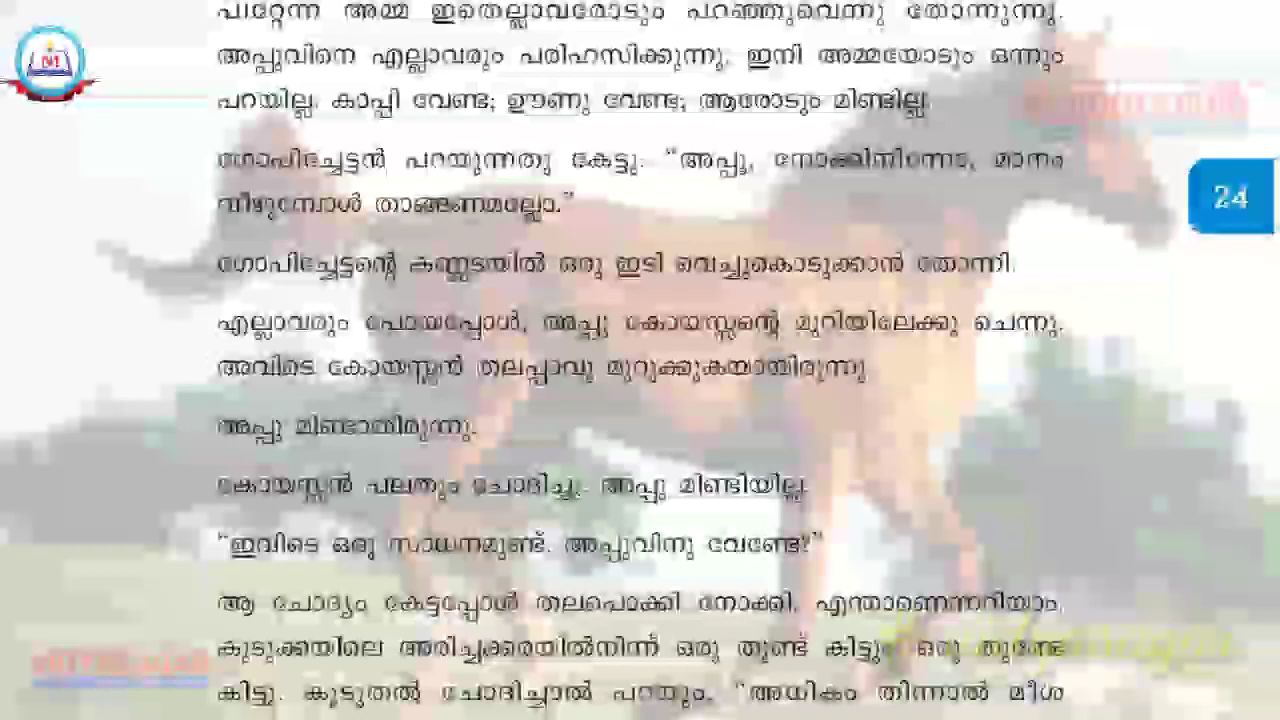 പിറ്റേന്ന് അമ്മ ഇതെല്ലാവരോടും പറഞ്ഞുവെന്നു തോന്നുന്നു.
അപ്പുവിനെ എല്ലാവരും പരിഹസിക്കുന്നു. ഇനി അമ്മയോടും ഒന്നും
പറയില്ല. കാപ്പി വേണ്ട; ഊണു വേണ്ട; ആരോടും മിണ്ടില്ല.
ഗോപിച്ചേട്ടൻ പറയുന്നതു കേട്ടു. "അപ്പൂ, നോക്കിനിന്നോ, മാനം
വീഴുമ്പോൾ താങ്ങണമല്ലോ."
24
ഗോപിച്ചേട്ടന്റെ കണ്ണടയിൽ ഒരു ഇടി വെച്ചുകൊടുക്കാൻ തോന്നി.
എല്ലാവരും പോയപ്പോൾ, അപ്പു കോയസ്സന്റെ മുറിയിലേക്കു ചെന്നു.
അവിടെ കോയസ്സൻ തലപ്പാവു മുറുക്കുകയായിരുന്നു.
അപ്പു മിണ്ടാതിരുന്നു.
കോയസ്സൻ പലതും ചോദിച്ചു. അപ്പു മിണ്ടിയില്ല.
"ഇവിടെ ഒരു സാധനമുണ്ട്. അപ്പുവിനു വേണ്ടേ?"
ആ ചോദ്യം കേട്ടപ്പോൾ തലപൊക്കി നോക്കി. എന്താണെന്നറിയാം.
കുടുക്കയിലെ അരിച്ചക്കരയിൽനിന്ന് ഒരു തുണ്ട് കിട്ടും. ഒരു തുണ്ടേ
കിട്ടൂ. കൂടുതൽ ചോദിച്ചാൽ പറയും, "അധികം തിന്നാൽ മീശ